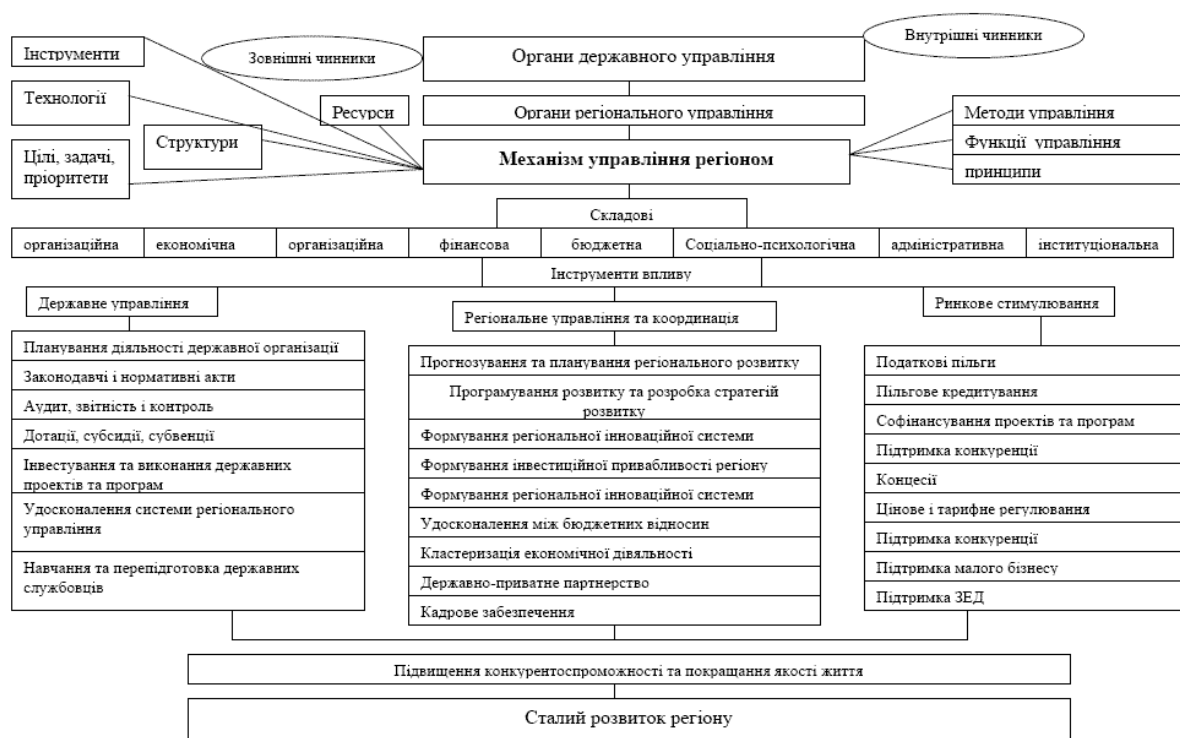 Інструменти
Зовнішні чинники
Органи державного управління
Внутрішні чинники
Технології
Ресурси
Органи регіонального управління
Методи управління
Структури
Функції управління
Цілі, задачі,
пріоритети
Механізм управління регіоном
принципи
Складові
організаційна
економічна
організаційна
фінансова
бюджетна
Соціально-психологічна
адміністративна
інституціональна
Інструменти впливу
Державне управління
Регіональне управління та координація
Ринкове стимулювання
Планування діяльності державної організації
Законодавчі і нормативні акти
Аудит, звітність і контроль
Дотації, субсидії, субвенції
Інвестування та виконання державних
проектів та програм
Удосконалення системи регіонального
управління
Навчання та перепідготовка державних
службовців
Прогнозування та планування регіонального розвитку
Програмування розвитку та розробка стратегій
розвитку
Формування регіональної інноваційної системи
Формування інвестиційної привабливості регіону
Формування регіональної інноваційної системи
Удосконалення між бюджетних відносин
Кластеризація економічної дівяльності
Державно-приватне партнерство
Кадрове забезпечення
Податкові пільги
Пільгове кредитування
Софінансування проектів та програм
Підтримка конкуренції
Концесії
Цінове і тарифне регулювання
Підтримка конкуренції
Підтримка малого бізнесу
Підтримка ЗЕД
Підвищення конкурентоспроможності та покращання якості життя
Сталий розвиток регіону